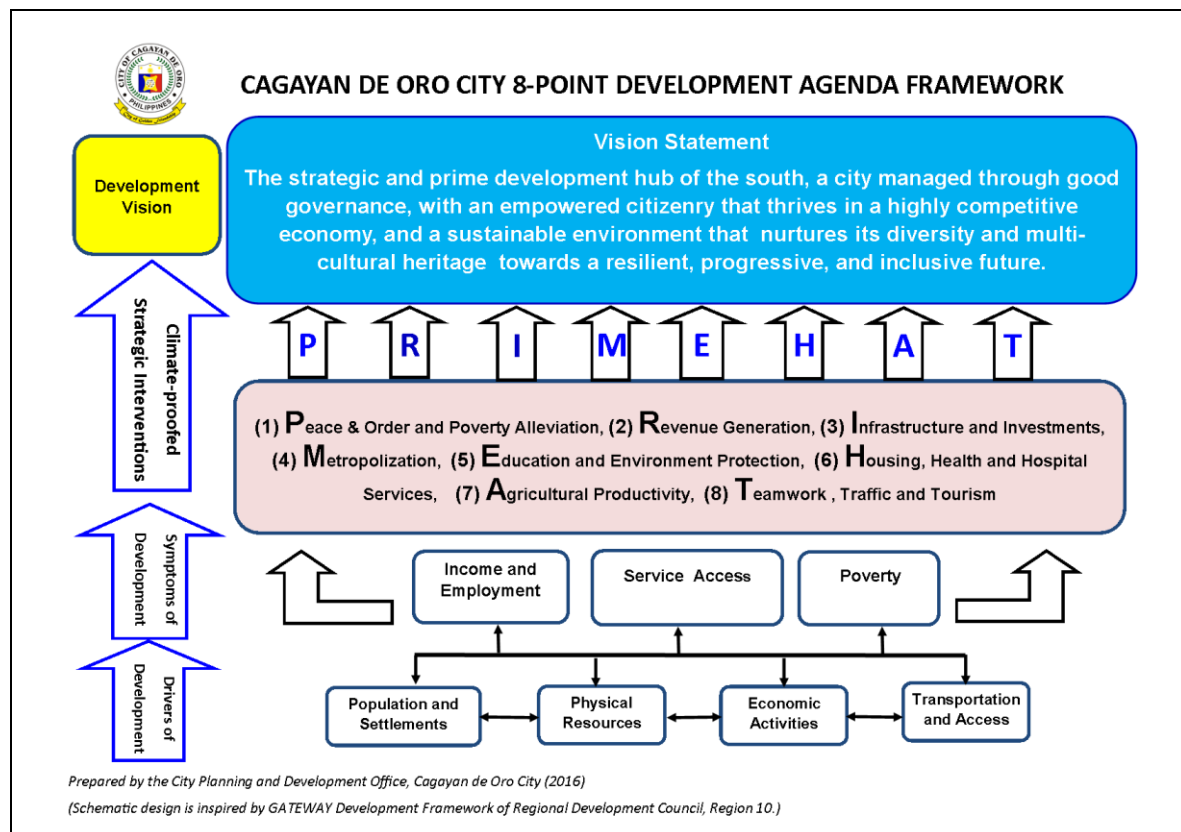 CITY OF CAGAYAN DE ORO
PHILIPPINES
CAGAYAN DE ORO CITY 8-POINT DEVELOPMENT AGENDA FRAMEWORK
Development
Vision
Vision Statement
The strategic and prime development hub of the south, a city managed through good
governance, with an empowered citizenry that thrives in a highly competitive
economy, and a sustainable environment that nurtures its diversity and multi-
cultural heritage towards a resilient, progressive, and inclusive future.
Climate-proofed
Strategic Interventions
P R I M E H A T
(1) Peace & Order and Poverty Alleviation, (2) Revenue Generation, (3) Infrastructure and Investments,
(4) Metropolization, (5) Education and Environment Protection, (6) Housing, Health and Hospital
Services, (7) Agricultural Productivity, (8) Teamwork , Traffic and Tourism
Symptoms of
Development
Income and
Employment
Service Access
Poverty
Drivers of
Development
Population and
Settlements
Physical
Resources
Economic
Activities
Transportation
and Access
Prepared by the City Planning and Development Office, Cagayan de Oro City (2016)
(Schematic design is inspired by GATEWAY Development Framework of Regional Development Council, Region 10.)